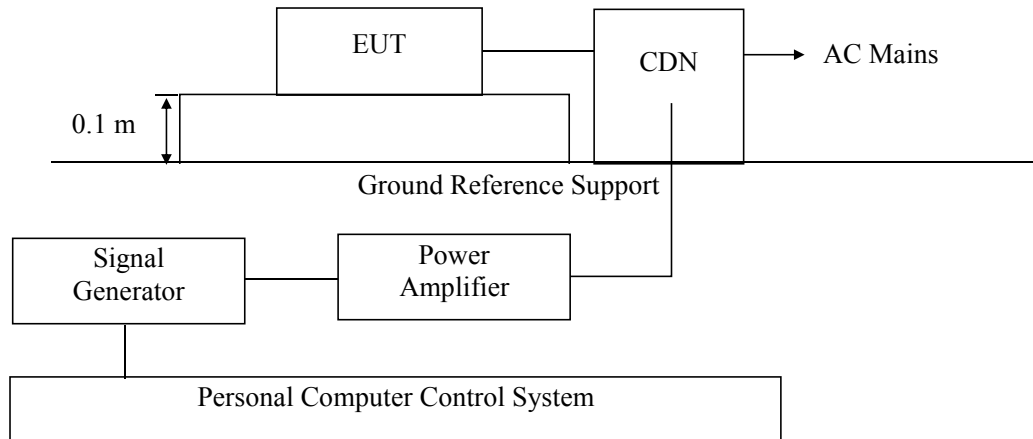 EUT
CDN
AC Mains
0.1 m
Ground Reference Support
Signal
Generator
Power
Amplifier
Personal Computer Control System